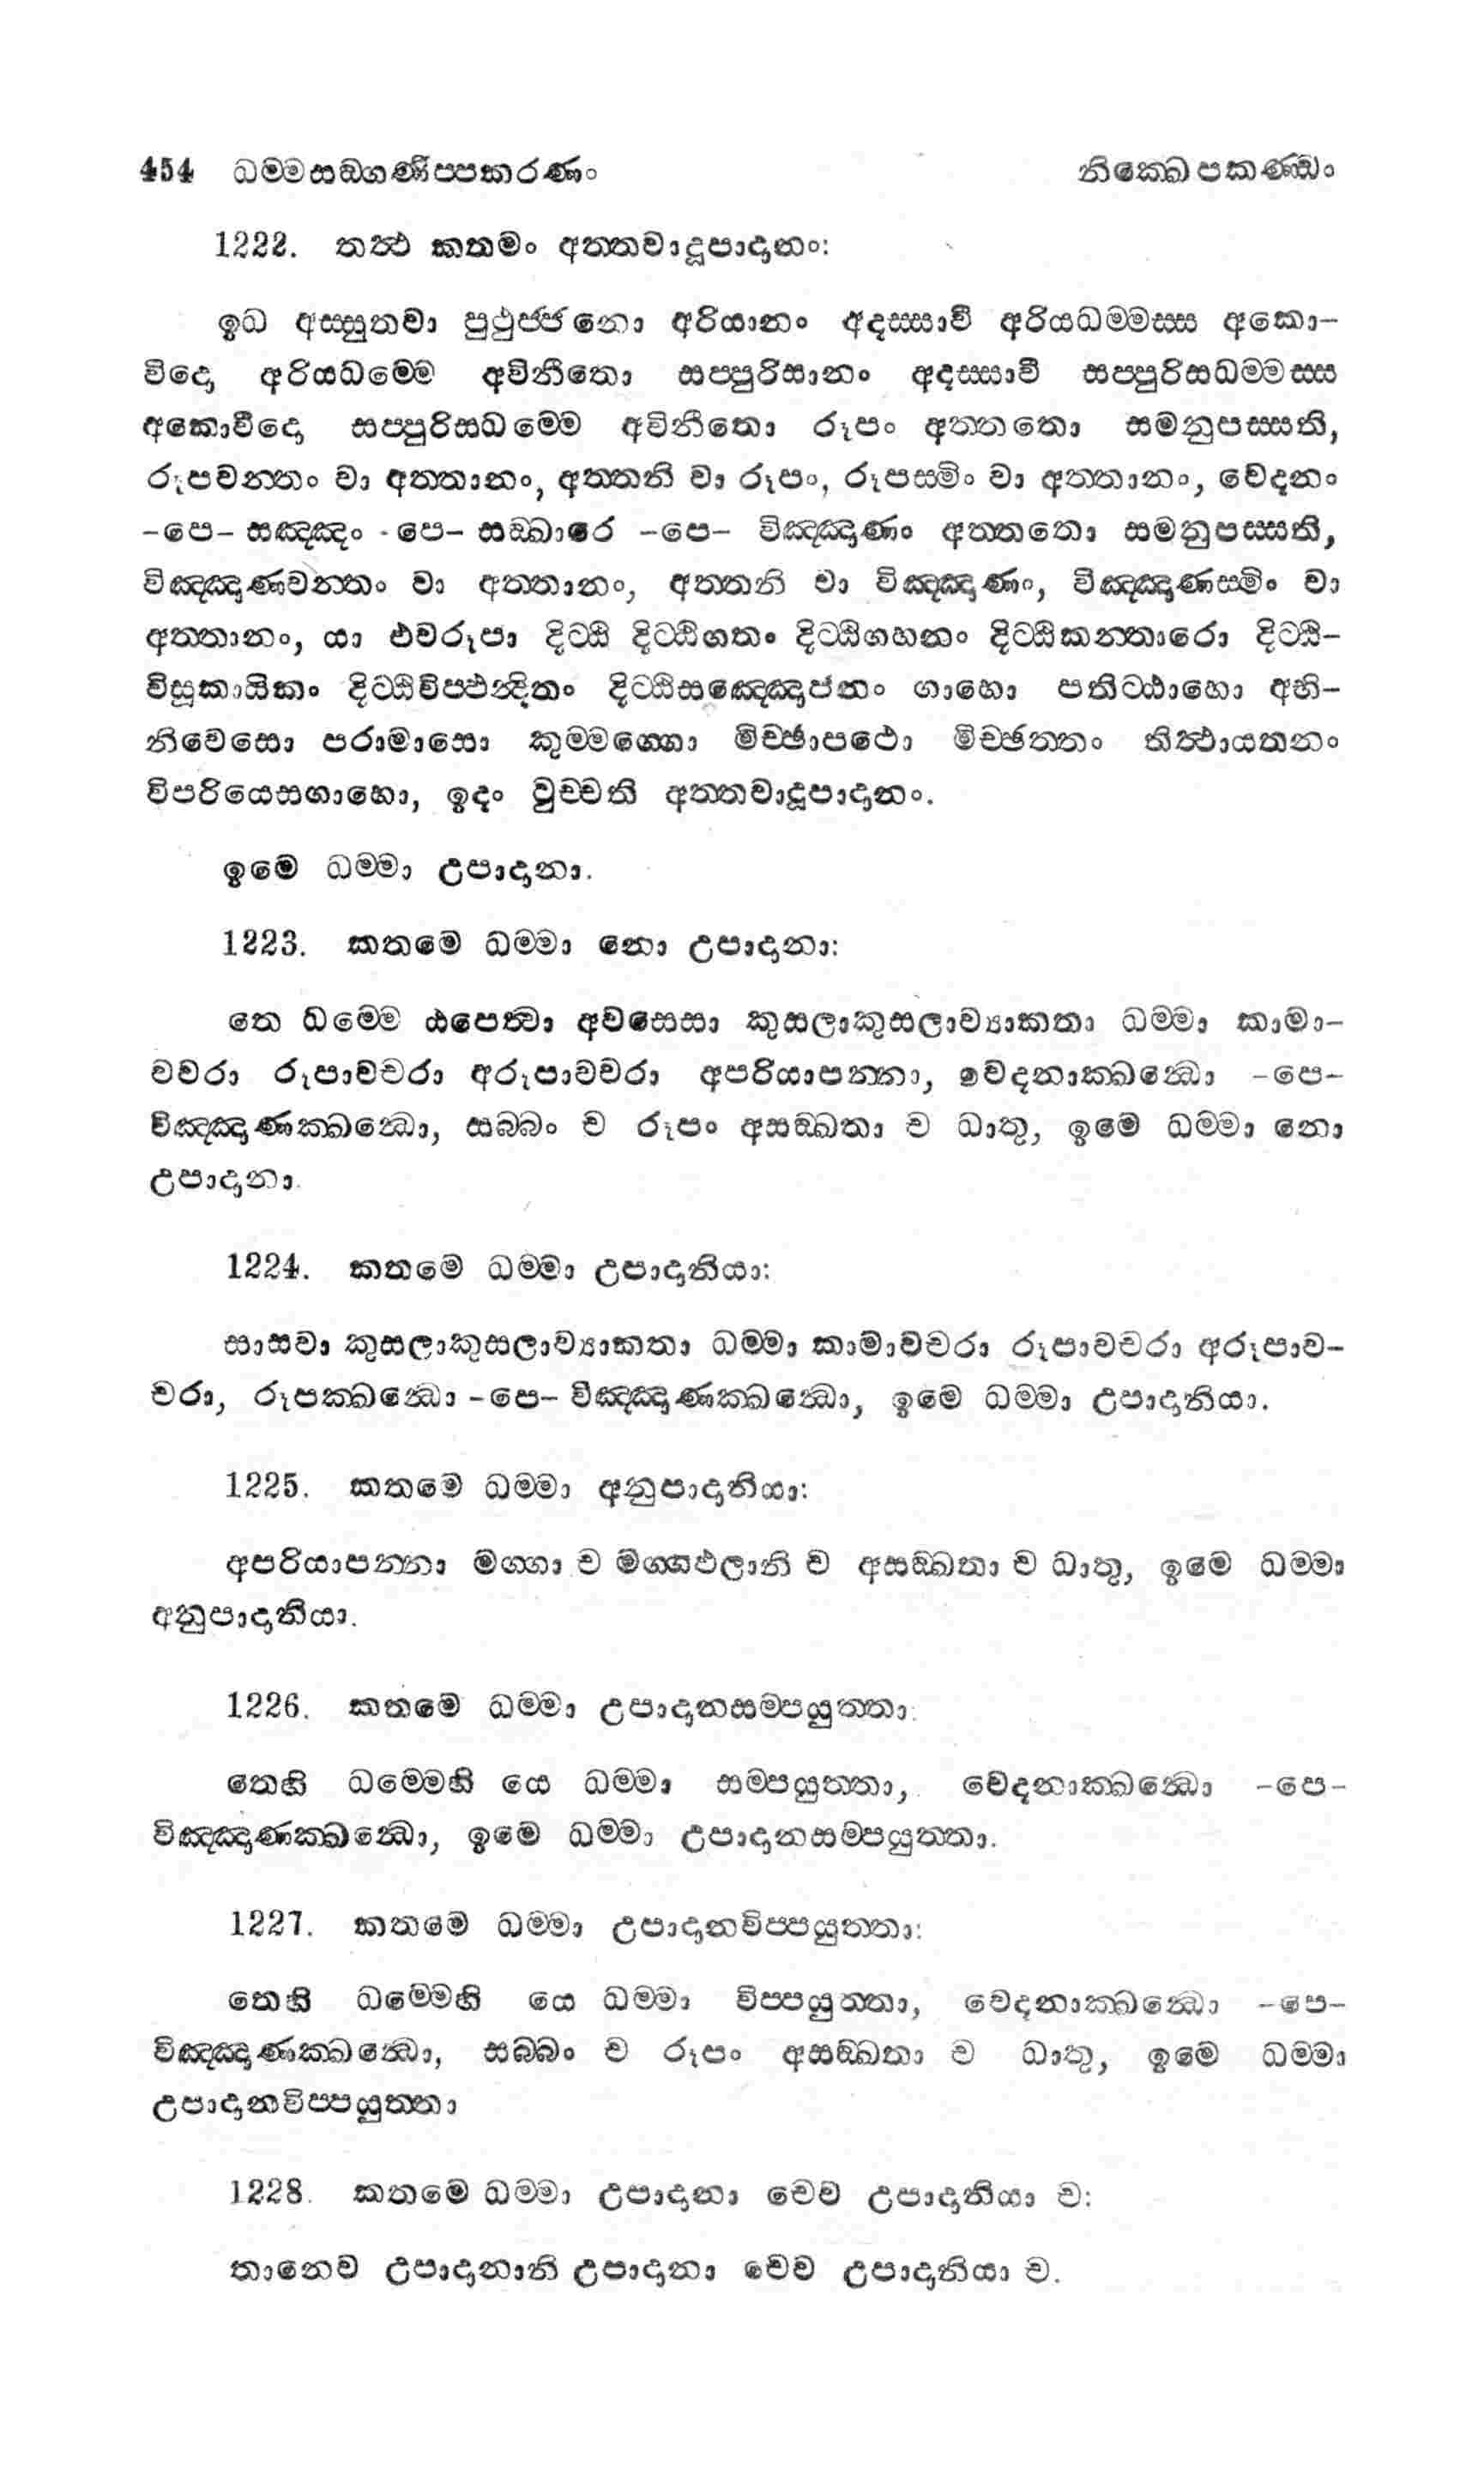 454 ධම්මසඞ්ගණිප්පකරණං නික්ඛෙපකණ්ඩං
1222. තත්ථ කතමං අත්තවාදූපාදානං:
ඉධ අස්සුතවා පුථුජ්ජනො අරියානං අදස්සාවී අරියධම්මස්ස අකො-
විදො අරියධම්මෙ අවිනීතො සප්පුරිසානං අදස්සාවී සප්පුරිසධම්මස්ස
අකොවිදො සප්පුරිසධම්මෙ අවිනීතො රූපං අත්තතො සමනුපස්සති,
රූපවන්තං වා අත්තානං, අත්තනි වා රූපං, රූපස්මිං වා අත්තානං, වෙදනං
-පෙ- සඤ්ඤං -පෙ- සඞ්ඛාරෙ -පෙ- විඤ්ඤාණං අත්තතො සමනුපස්සති,
විඤ්ඤාණවන්තං වා අත්තානං, අත්තනි වා විඤ්ඤාණං, විඤ්ඤාණස්මිං වා
අත්තානං, යා එවරූපා දිට්ඨි දිට්ඨිගතං දිට්ඨිගහනං දිට්ඨිකන්තාරො දිට්ඨි-
විසූකායිකං දිට්ඨිවිප්ඵන්දිතං දිට්ඨිසඤ්ඤොජනං ගාහො පතිට්ඨාහො අභි-
නිවෙසො පරාමාසො කුම්මග්ගො මිච්ඡාපථො මිච්ඡත්තං තිත්ථායතනං
විපරියෙසගාහො, ඉදං වුච්චති අත්තවාදූපාදානං.
ඉමෙ ධම්මා උපාදානා.
1223. කතමෙ ධම්මා නො උපාදානා:
තෙ ධම්මෙ ඨපෙත්වා අවසෙසා කුසලාකුසලාව්‍යාකතා ධම්මා කාමා-
වචරා රූපාවචරා අරූපාවචරා අපරියාපන්නා, වෙදනාක්ඛන්ධො -පෙ-
විඤ්ඤාණක්ඛන්ධො, සබ්බං ච රූපං අසඞ්ඛතා ච ධාතු, ඉමෙ ධම්මා නො
උපාදානා.
1224. කතමෙ ධම්මා උපාදානියා:
සාසවා කුසලාකුසලාව්‍යාකතා ධම්මා කාමාවචරා රූපාවචරා අරූපාව-
චරා, රූපක්ඛන්ධො -පෙ- විඤ්ඤාණක්ඛන්ධො, ඉමෙ ධම්මා උපාදානියා.
1225. කතමෙ ධම්මා අනුපාදානියා:
අපරියාපන්නා මග්ගා ච මග්ගඵලානි ච අසඞ්ඛතා ච ධාතු, ඉමෙ ධම්මා
අනුපාදානියා.
1226. කතමෙ ධම්මා උපාදානසම්පයුත්තා:
තෙහි ධම්මෙහි යෙ ධම්මා සම්පයුත්තා, වෙදනාක්ඛන්ධො -පෙ-
විඤ්ඤාණක්ඛන්ධො, ඉමෙ ධම්මා උපාදානසම්පයුත්තා.
1227. කතමෙ ධම්මා උපාදානවිප්පයුත්තා:
තෙහි ධම්මෙහි යෙ ධම්මා විප්පයුත්තා, වෙදනාක්ඛන්ධො -පෙ-
විඤ්ඤාණක්ඛන්ධො, සබ්බං ච රූපං අසඞ්ඛතා ච ධාතු, ඉමෙ ධම්මා
උපාදානවිප්පයුත්තා
1228. කතමෙ ධම්මා උපාදානා චෙව උපාදානියා ච:
තානෙව උපාදානානි උපාදානා චෙව උපාදානියා ච.